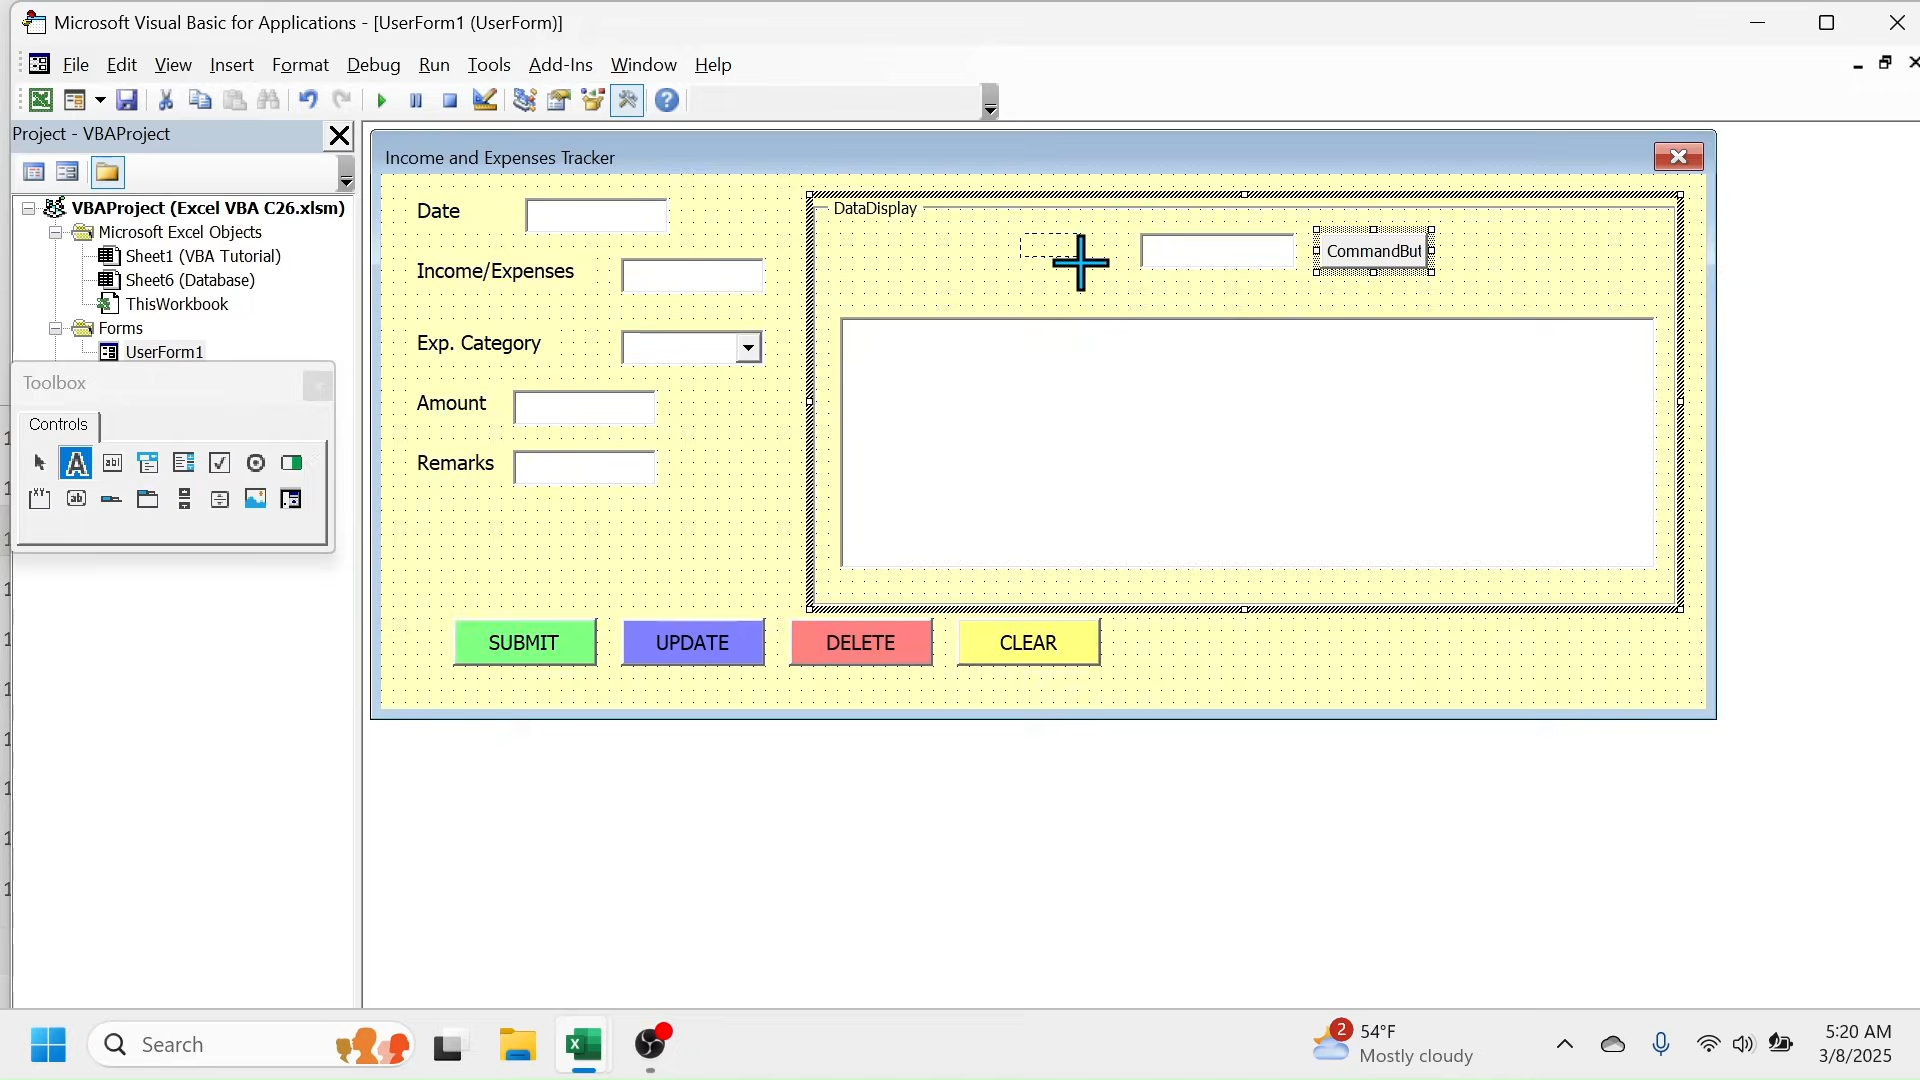 Microsoft Visual Basic for Applications - [UserForm1 (UserForm)]
File Edit View Insert Format Debug Run Tools Add-Ins Window Help
Project - VBAProject
VBAProject (Excel VBA C26.xlsm)
Microsoft Excel Objects
Sheet1 (VBA Tutorial)
Sheet6 (Database)
ThisWorkbook
Forms
UserForm1
Toolbox
Controls
Income and Expenses Tracker
Date
Income/Expenses
Exp. Category
Amount
Remarks
DataDisplay
CommandBut
SUBMIT UPDATE DELETE CLEAR
Search
2
54°F
Mostly cloudy
5:20 AM
3/8/2025